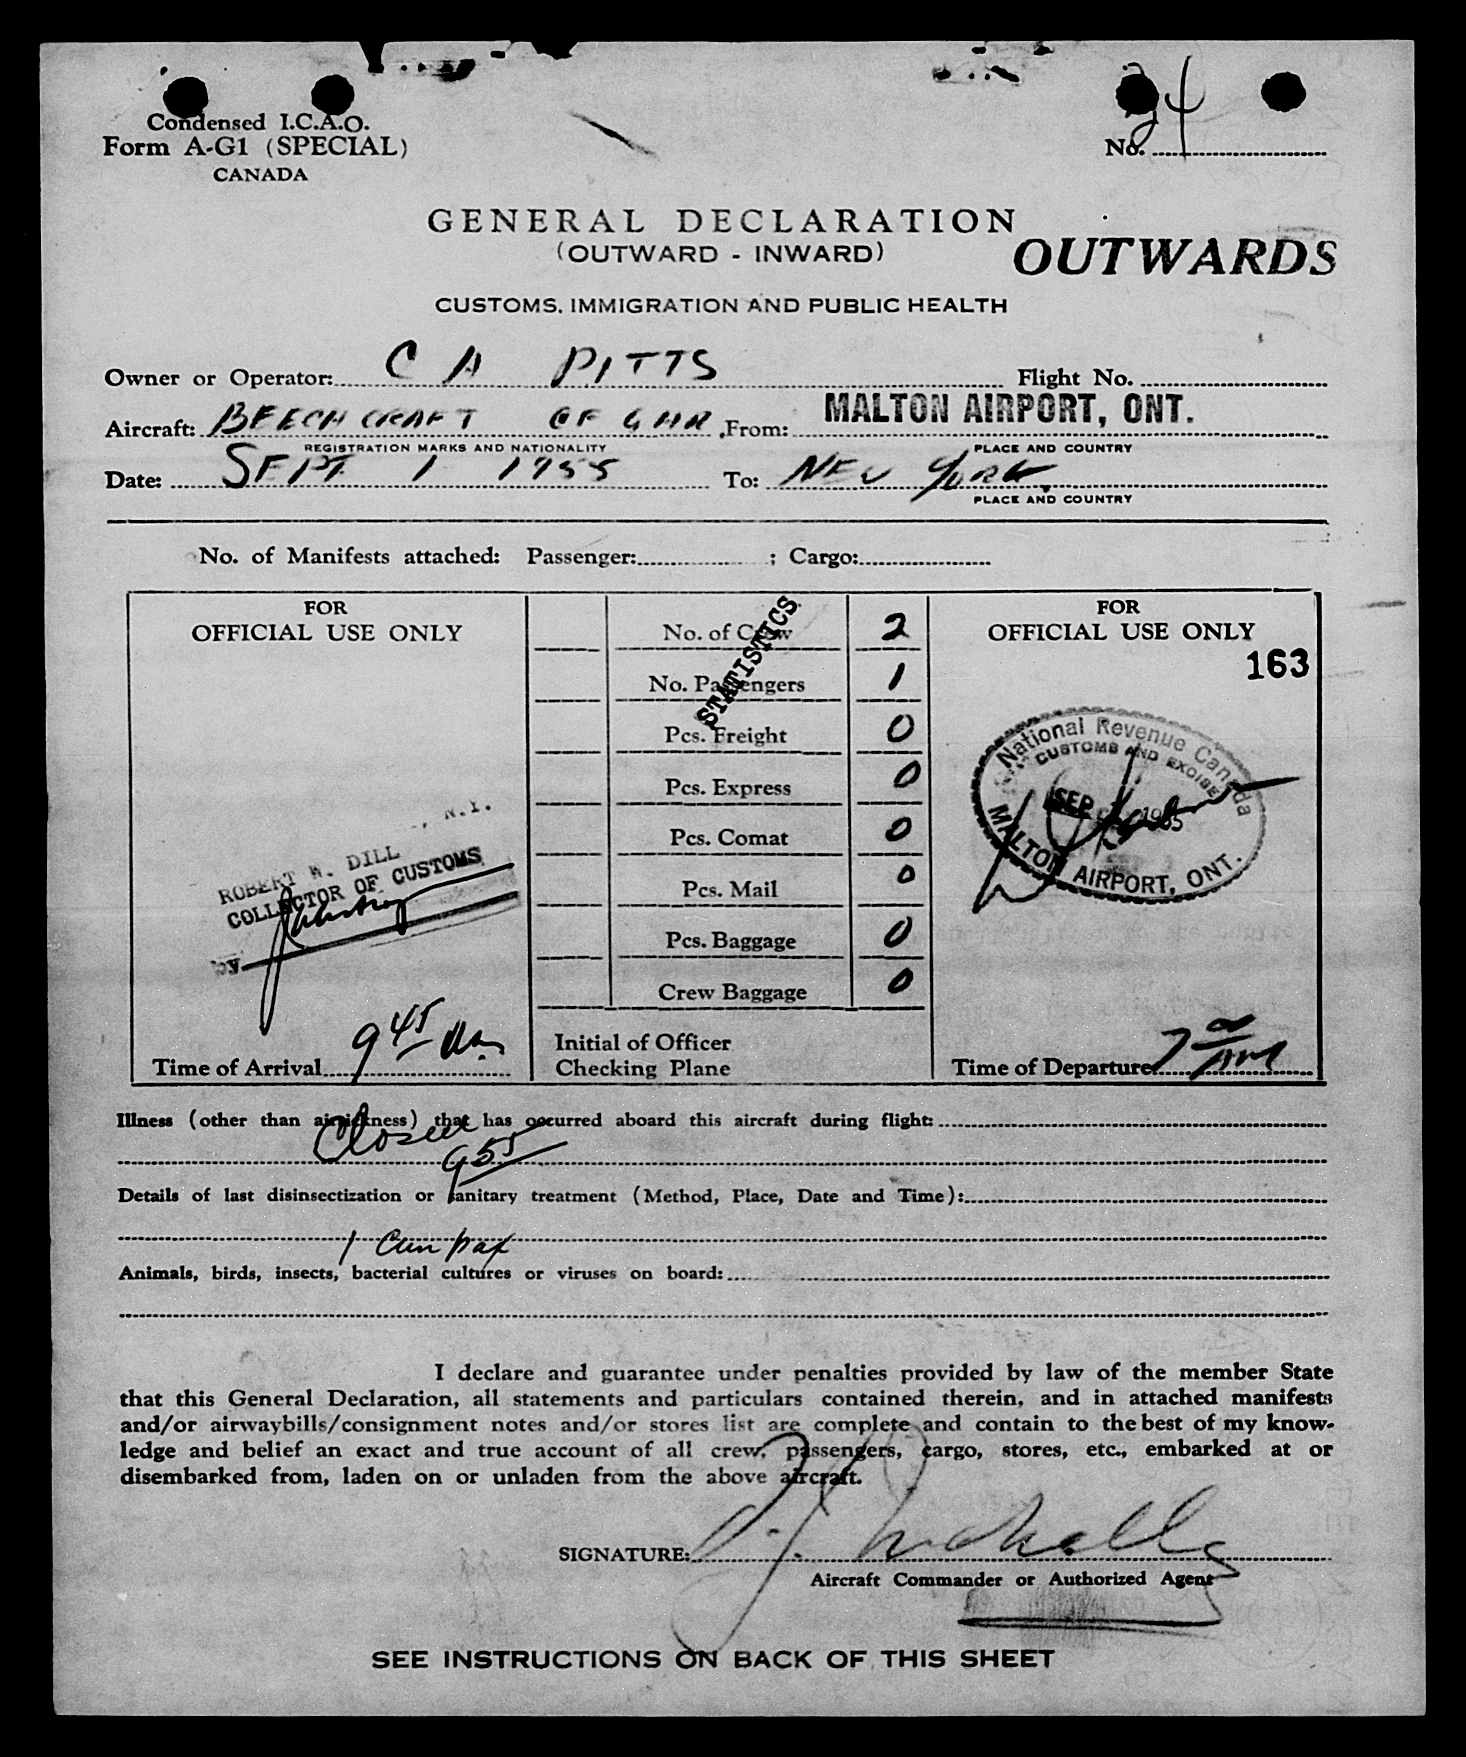 Condensed I.C.A.O.
Form A-G1 (SPECIAL)
CANADA
No. 24
GENERAL DECLARATION
(OUTWARD - INWARD)
OUTWARDS
CUSTOMS, IMMIGRATION AND PUBLIC HEALTH
Owner or Operator: C A PITTS Flight No.
Aircraft: BEECHCRAFT CF GHR From: MALTON AIRPORT, ONT.
REGISTRATION MARKS AND NATIONALITY PLACE AND COUNTRY
Date: SEPT 1 1955 To: NEW YORK
PLACE AND COUNTRY
No. of Manifests attached: Passenger: ; Cargo:
FOR
OFFICIAL USE ONLY
N.Y.
ROBERT W. DILL
COLLECTOR OF CUSTOMS
by
Time of Arrival 9 45 Am
STATISTICS
No. of Crew 2
No. Passengers 1
Pcs. Freight 0
Pcs. Express 0
Pcs. Comat 0
Pcs. Mail 0
Pcs. Baggage 0
Crew Baggage 0
Initial of Officer
Checking Plane
FOR
OFFICIAL USE ONLY
163
National Revenue Canada
CUSTOMS AND EXCISE
SEP 1955
MALTON AIRPORT, ONT.
Time of Departure 7 00 AM
Illness (other than airsickness) that has occurred aboard this aircraft during flight:
Closed
955
Details of last disinsectization or sanitary treatment (Method, Place, Date and Time):
1 Can pax
Animals, birds, insects, bacterial cultures or viruses on board:
I declare and guarantee under penalties provided by law of the member State
that this General Declaration, all statements and particulars contained therein, and in attached manifests
and/or airwaybills/consignment notes and/or stores list are complete and contain to the best of my know-
ledge and belief an exact and true account of all crew, passengers, cargo, stores, etc., embarked at or
disembarked from, laden on or unladen from the above aircraft.
SIGNATURE:
Aircraft Commander or Authorized Agent
SEE INSTRUCTIONS ON BACK OF THIS SHEET